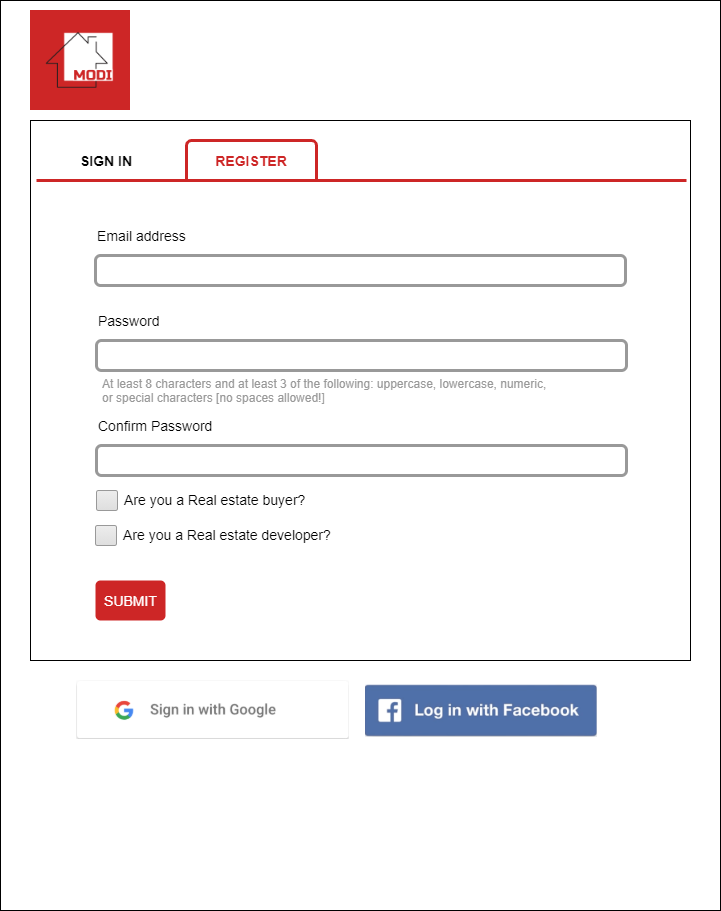 MODI
SIGN IN
REGISTER
Email address
Password
At least 8 characters and at least 3 of the following: uppercase, lowercase, numeric,
or special characters [no spaces allowed!]
Confirm Password
Are you a Real estate buyer?
Are you a Real estate developer?
SUBMIT
Sign in with Google
Log in with Facebook